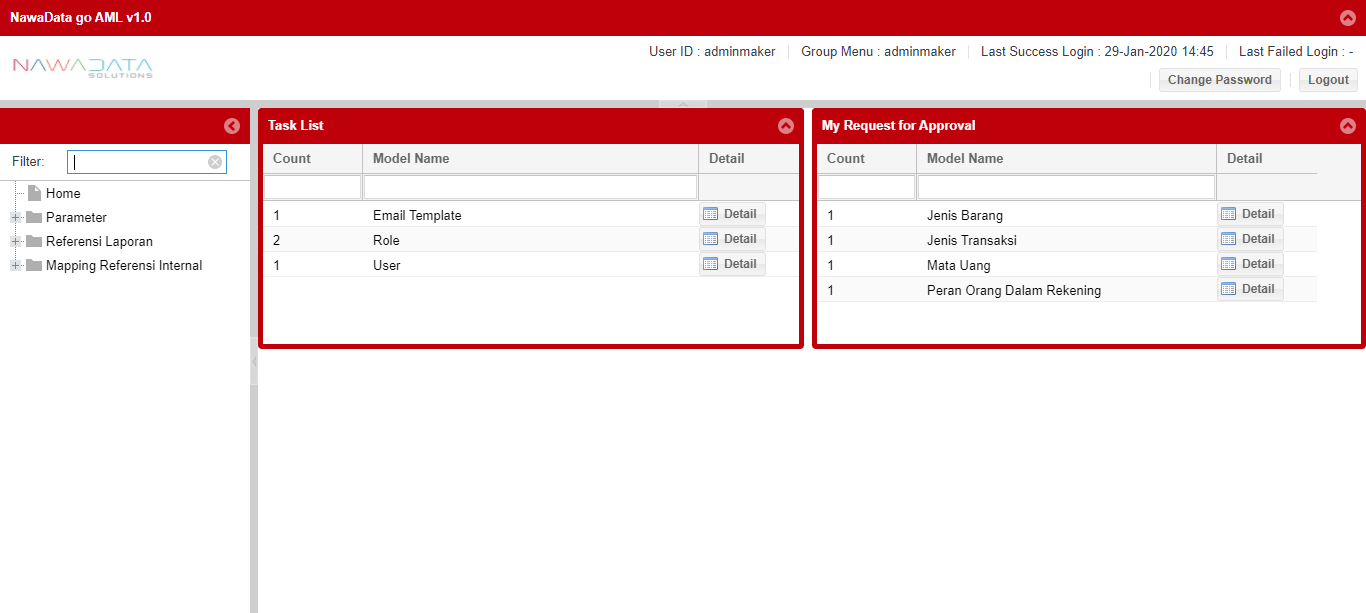 NawaData go AML v1.0
NAWADATA
SOLUTIONS
User ID : adminmaker Group Menu : adminmaker Last Success Login : 29-Jan-2020 14:45 Last Failed Login : -
Change Password Logout
Filter:
Home
Parameter
Referensi Laporan
Mapping Referensi Internal
Task List
Count Model Name Detail
1 Email Template Detail
2 Role Detail
1 User Detail
My Request for Approval
Count Model Name Detail
1 Jenis Barang Detail
1 Jenis Transaksi Detail
1 Mata Uang Detail
1 Peran Orang Dalam Rekening Detail